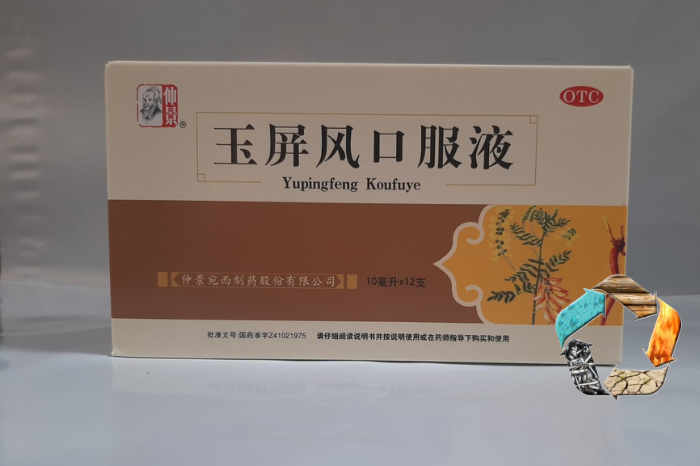 仲景®
OTC
玉屏风口服液
Yupingfeng Koufuye
仲景宛西制药股份有限公司
10毫升x12支
批准文号:国药准字Z41021975 请仔细阅读说明书并按说明使用或在药师指导下购买和使用